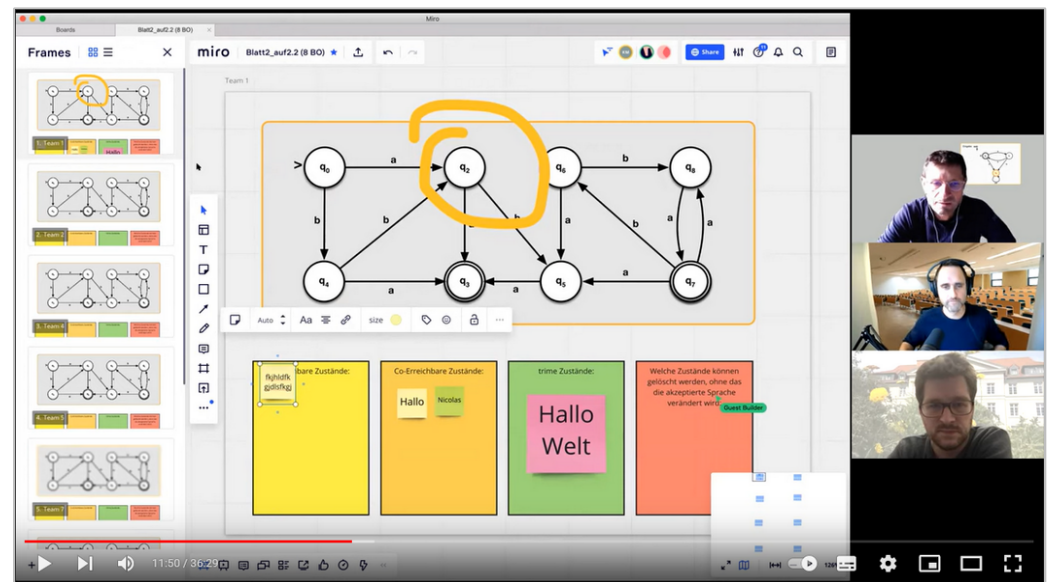 Miro
Boards
Blatt2_auf2.2 (8 BO)
Frames
miro
Blatt2_auf2.2 (8 BO)
Share
Team 1
1. Team 1
2. Team 2
3. Team 4
4. Team 5
5. Team 7
Hallo
> q0
a
q2
q6
b
q8
b
b
a
b
a
b
a
a
q4
a
q3
a
q5
a
q7
Auto
Aa
size
bare Zustände:
fkjhldfk
gjdlsfkgj
Co-Erreichbare Zustände:
Hallo
Nicolas
trime Zustände:
Hallo
Welt
Welche Zustände können
gelöscht werden, ohne das
die akzeptierte Sprache
verändert wird
Guest Builder
11:50 / 36:29